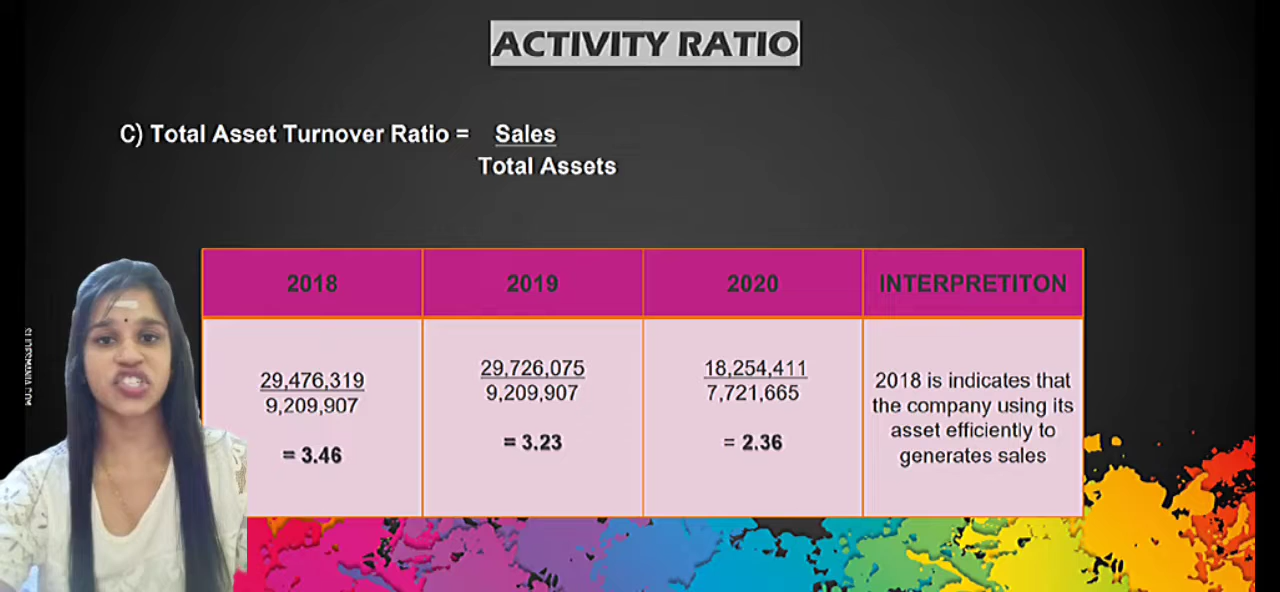 ACTIVITY RATIO
C) Total Asset Turnover Ratio = Sales
Total Assets
2018
2019
2020
INTERPRETITON
29,476,319
9,209,907
= 3.46
29,726,075
9,209,907
= 3.23
18,254,411
7,721,665
= 2.36
2018 is indicates that
the company using its
asset efficiently to
generates sales